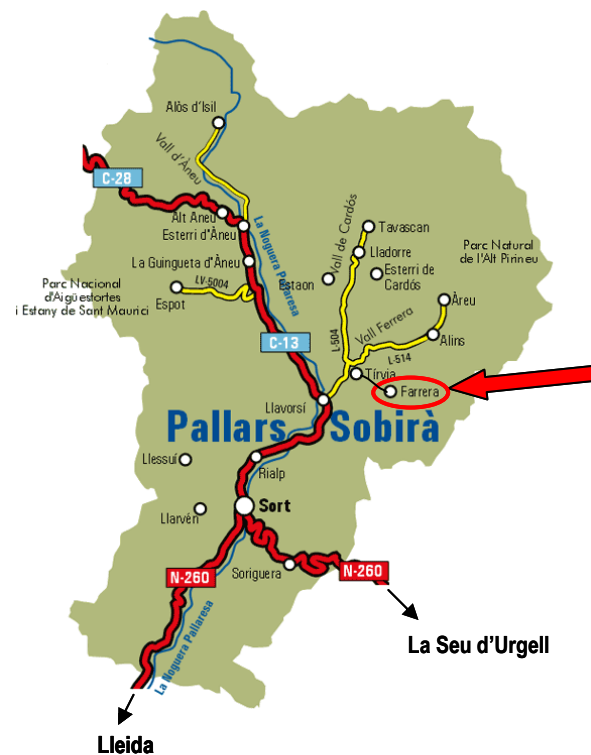 Alòs d'Isil
Vall d'Àneu
C-28
Alt Àneu
Esterri d'Àneu
La Noguera Pallaresa
La Guingueta d'Àneu
Vall de Cardós
Tavascan
Lladorre
Parc Natural
de l'Alt Pirineu
Esterri de
Cardós
Estaon
Parc Nacional
d'Aigüestortes
i Estany de Sant Maurici
LV-5004
Espot
Àreu
Vall Ferrera
Alins
L-504
L-514
C-13
Tírvia
Farrera
Llavorsí
Pallars Sobirà
Llessuí
Rialp
Llarvén
Sort
Soriguera
N-260
N-260
La Noguera Pallaresa
La Seu d'Urgell
Lleida